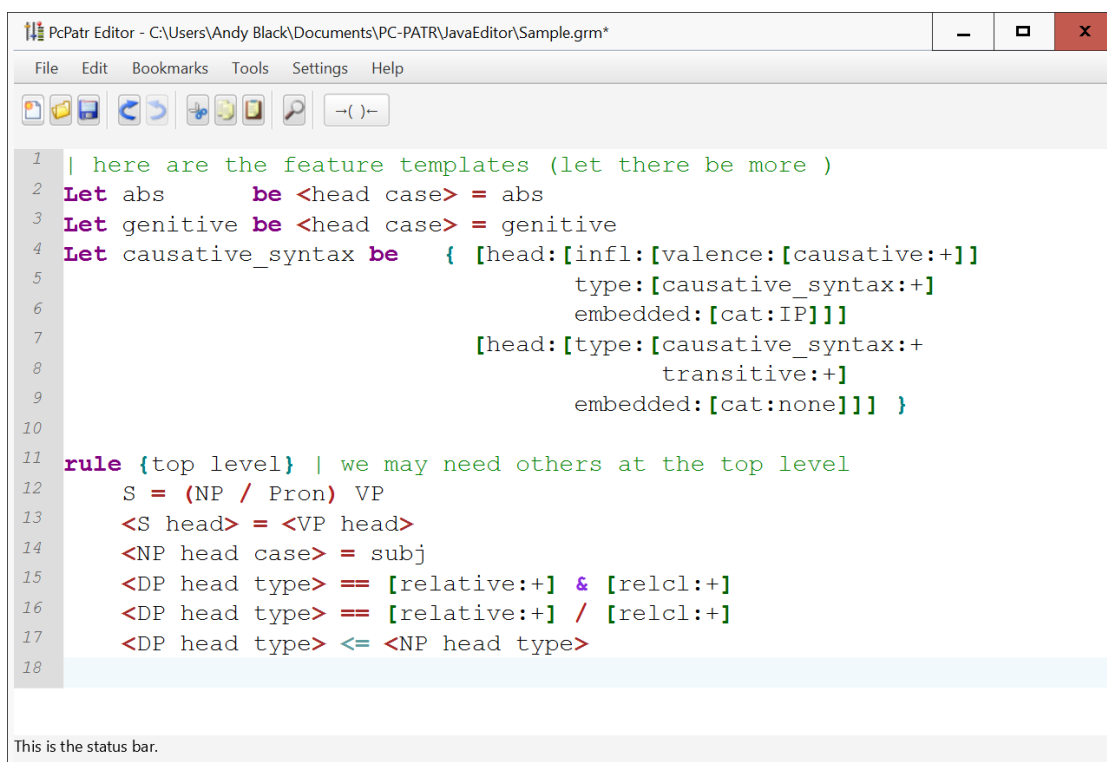 PcPatr Editor - C:\Users\Andy Black\Documents\PC-PATR\JavaEditor\Sample.grm*
File Edit Bookmarks Tools Settings Help
→( )←
1 | here are the feature templates (let there be more )
2 Let abs      be <head case> = abs
3 Let genitive be <head case> = genitive
4 Let causative_syntax be   { [head:[infl:[valence:[causative:+]]
5                                    type:[causative_syntax:+]
6                                    embedded:[cat:IP]]]
7                             [head:[type:[causative_syntax:+
8                                          transitive:+]
9                                    embedded:[cat:none]]] }
10
11 rule {top level} | we may need others at the top level
12     S = (NP / Pron) VP
13     <S head> = <VP head>
14     <NP head case> = subj
15     <DP head type> == [relative:+] & [relcl:+]
16     <DP head type> == [relative:+] / [relcl:+]
17     <DP head type> <= <NP head type>
18
This is the status bar.